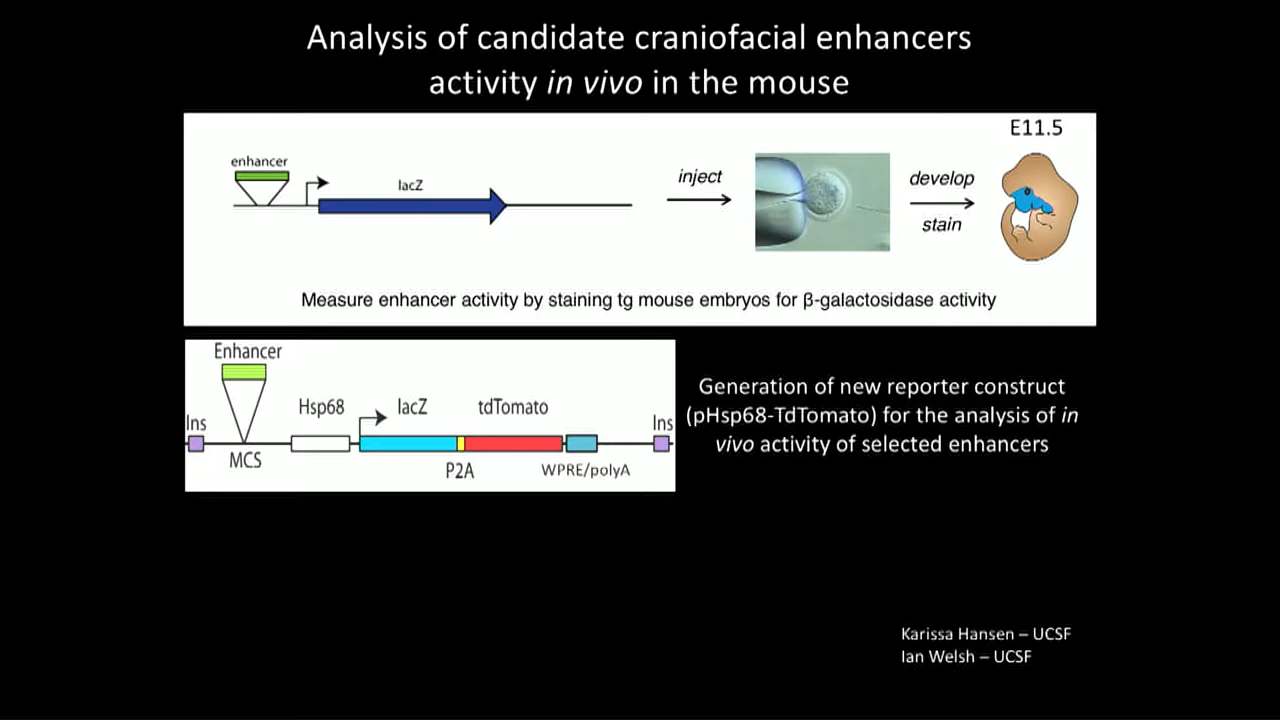 Analysis of candidate craniofacial enhancers
activity in vivo in the mouse
E11.5
enhancer
lacZ
inject
develop
stain
Measure enhancer activity by staining tg mouse embryos for β-galactosidase activity
Enhancer
Ins
Hsp68
lacZ
tdTomato
Ins
MCS
P2A
WPRE/polyA
Generation of new reporter construct
(pHsp68-TdTomato) for the analysis of in
vivo activity of selected enhancers
Karissa Hansen – UCSF
Ian Welsh – UCSF